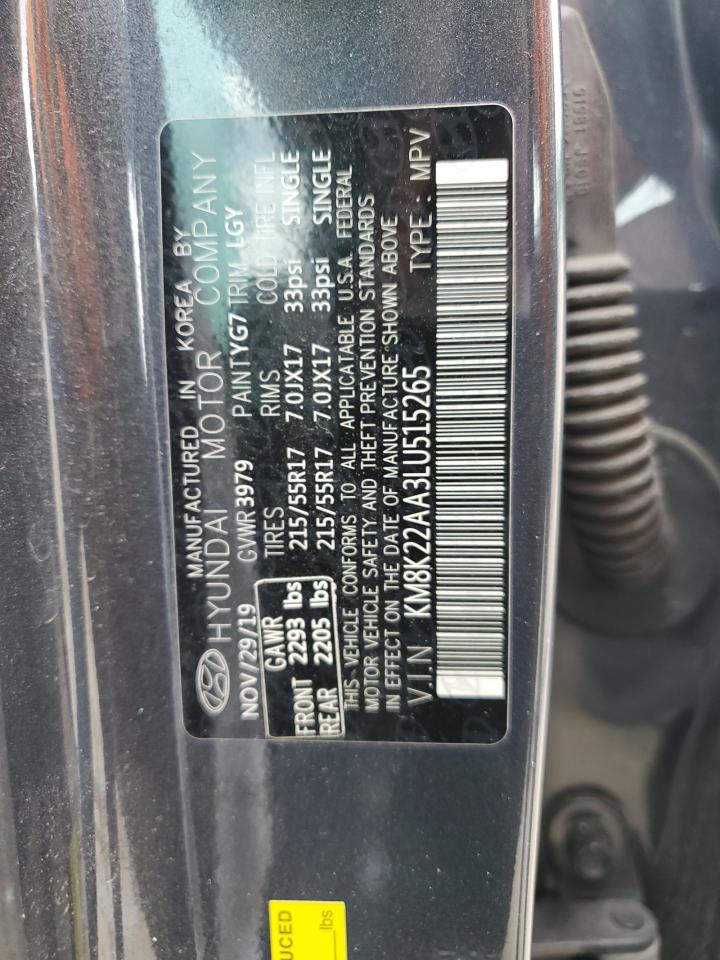 MANUFACTURED IN KOREA BY
HYUNDAI MOTOR COMPANY
NOV/29/19 GVWR 3979 PAINT YG7 TRIM LGY
GAWR TIRES RIMS COLD TIRE INFL
FRONT 2293 lbs 215/55R17 7.0JX17 33psi SINGLE
REAR 2205 lbs 215/55R17 7.0JX17 33psi SINGLE
THIS VEHICLE CONFORMS TO ALL APPLICABLE U.S.A. FEDERAL
MOTOR VEHICLE SAFETY AND THEFT PREVENTION STANDARDS
IN EFFECT ON THE DATE OF MANUFACTURE SHOWN ABOVE
V.I.N KM8K22AA3LU515265 TYPE : MPV
UCED
lbs